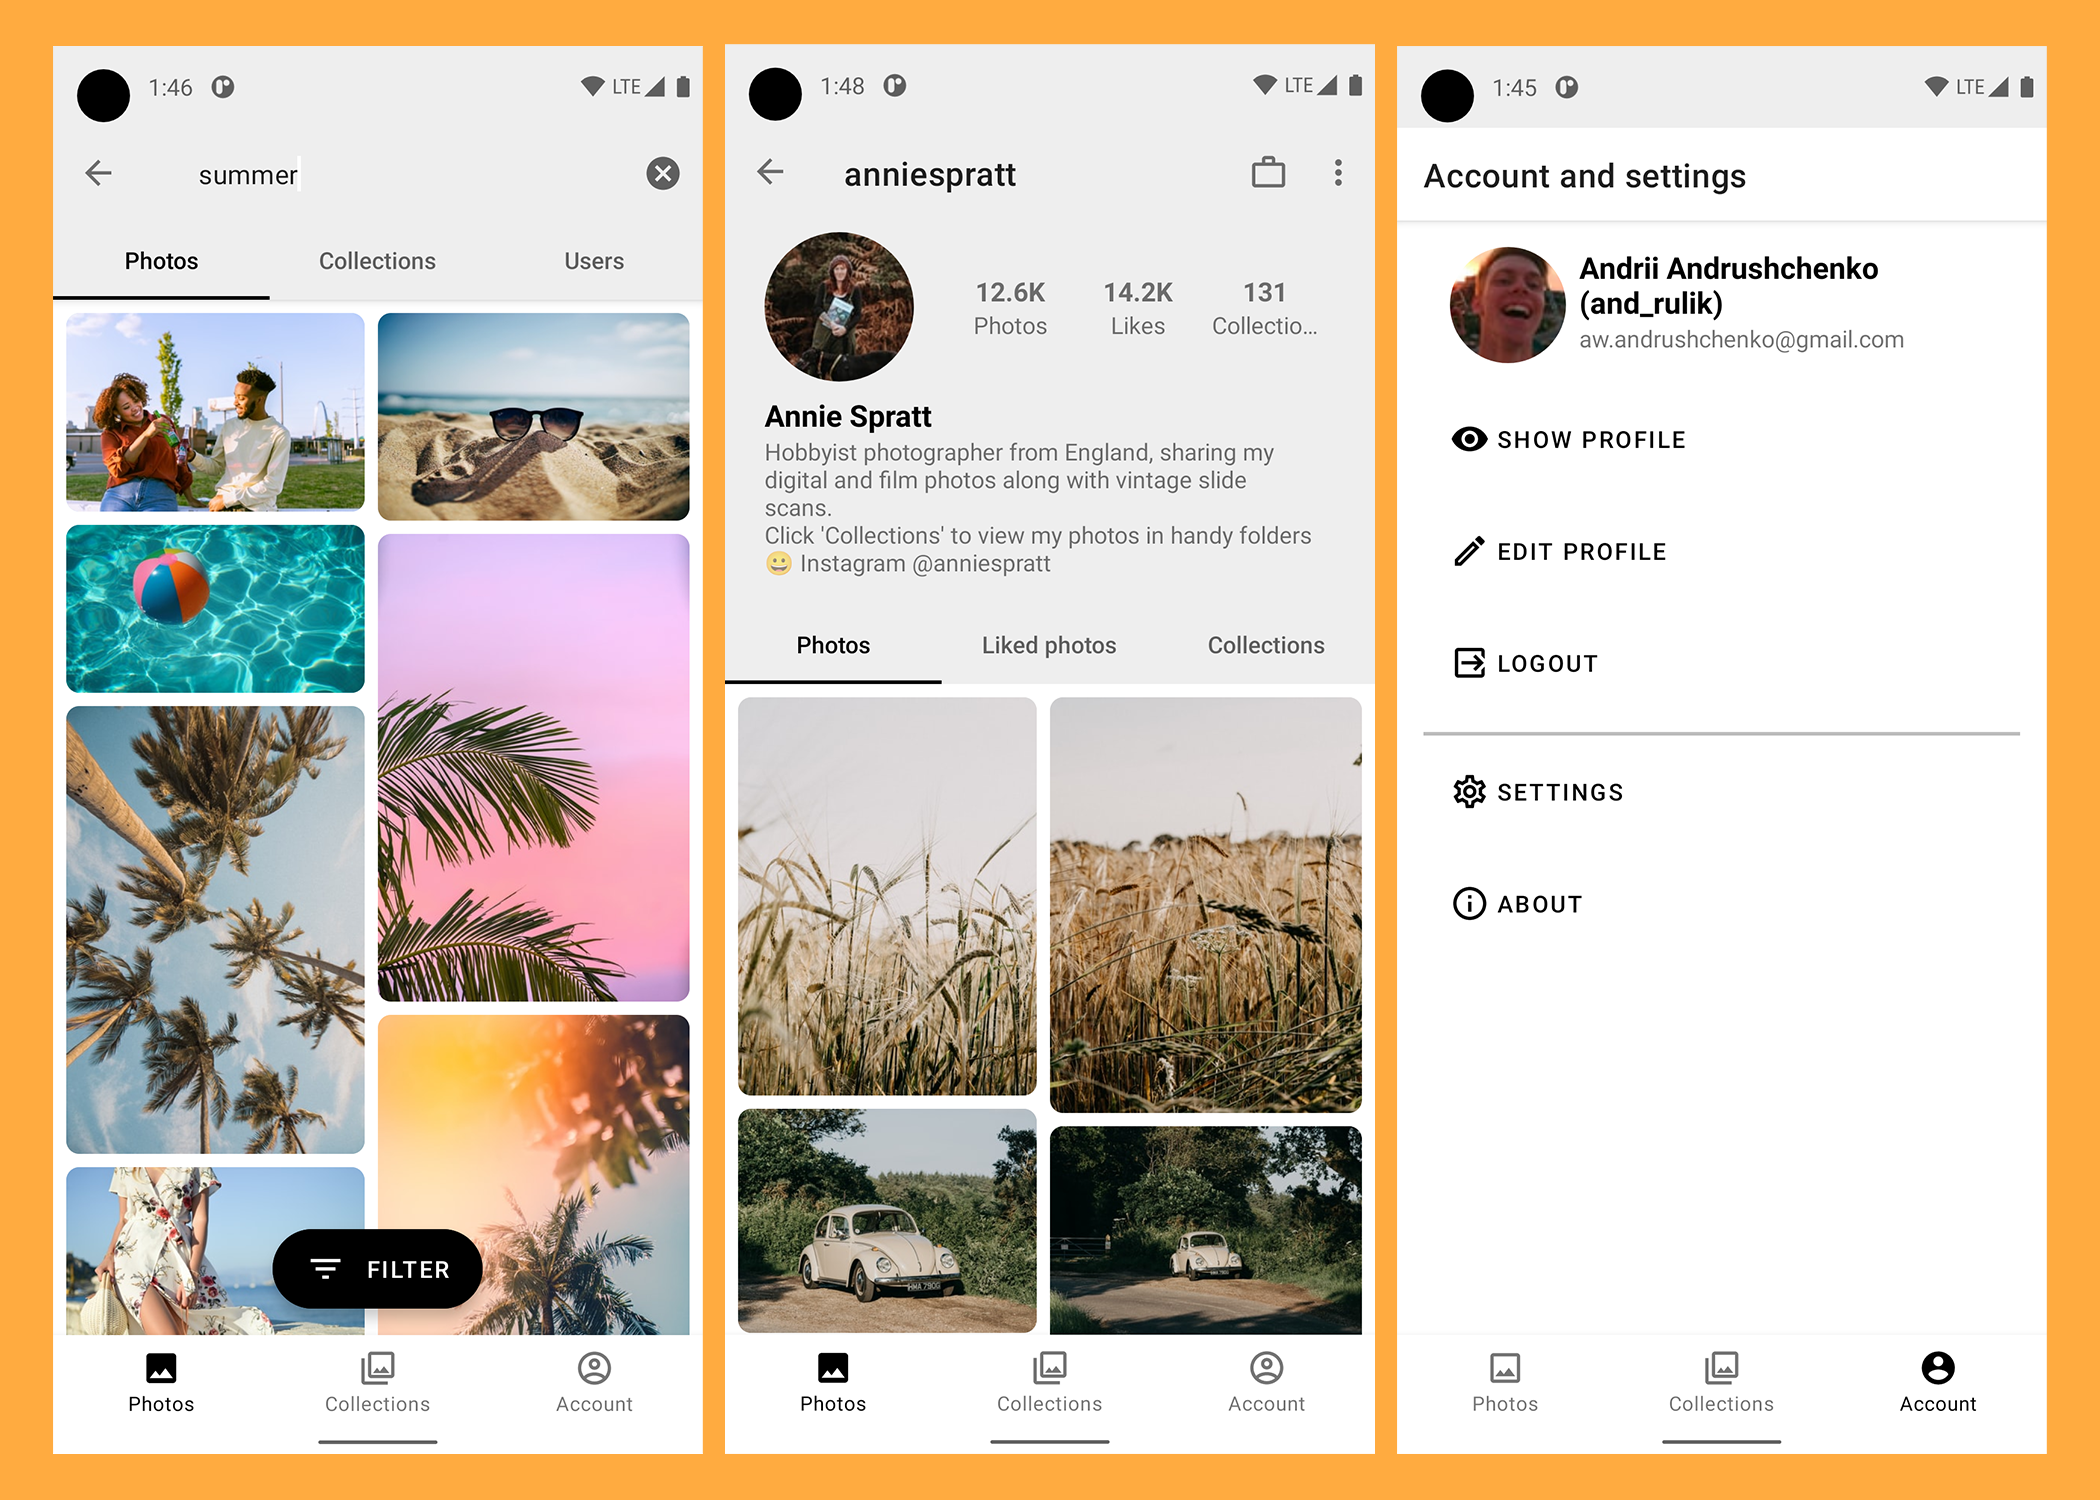 1:46
LTE
summer
Photos
Collections
Users
FILTER
Photos
Collections
Account
1:48
LTE
anniespratt
12.6K
14.2K
131
Photos
Likes
Collectio...
Annie Spratt
Hobbyist photographer from England, sharing my
digital and film photos along with vintage slide
scans.
Click 'Collections' to view my photos in handy folders
😀 Instagram @anniespratt
Photos
Liked photos
Collections
Photos
Collections
Account
1:45
LTE
Account and settings
Andrii Andrushchenko
(and_rulik)
aw.andrushchenko@gmail.com
SHOW PROFILE
EDIT PROFILE
LOGOUT
SETTINGS
ABOUT
Photos
Collections
Account